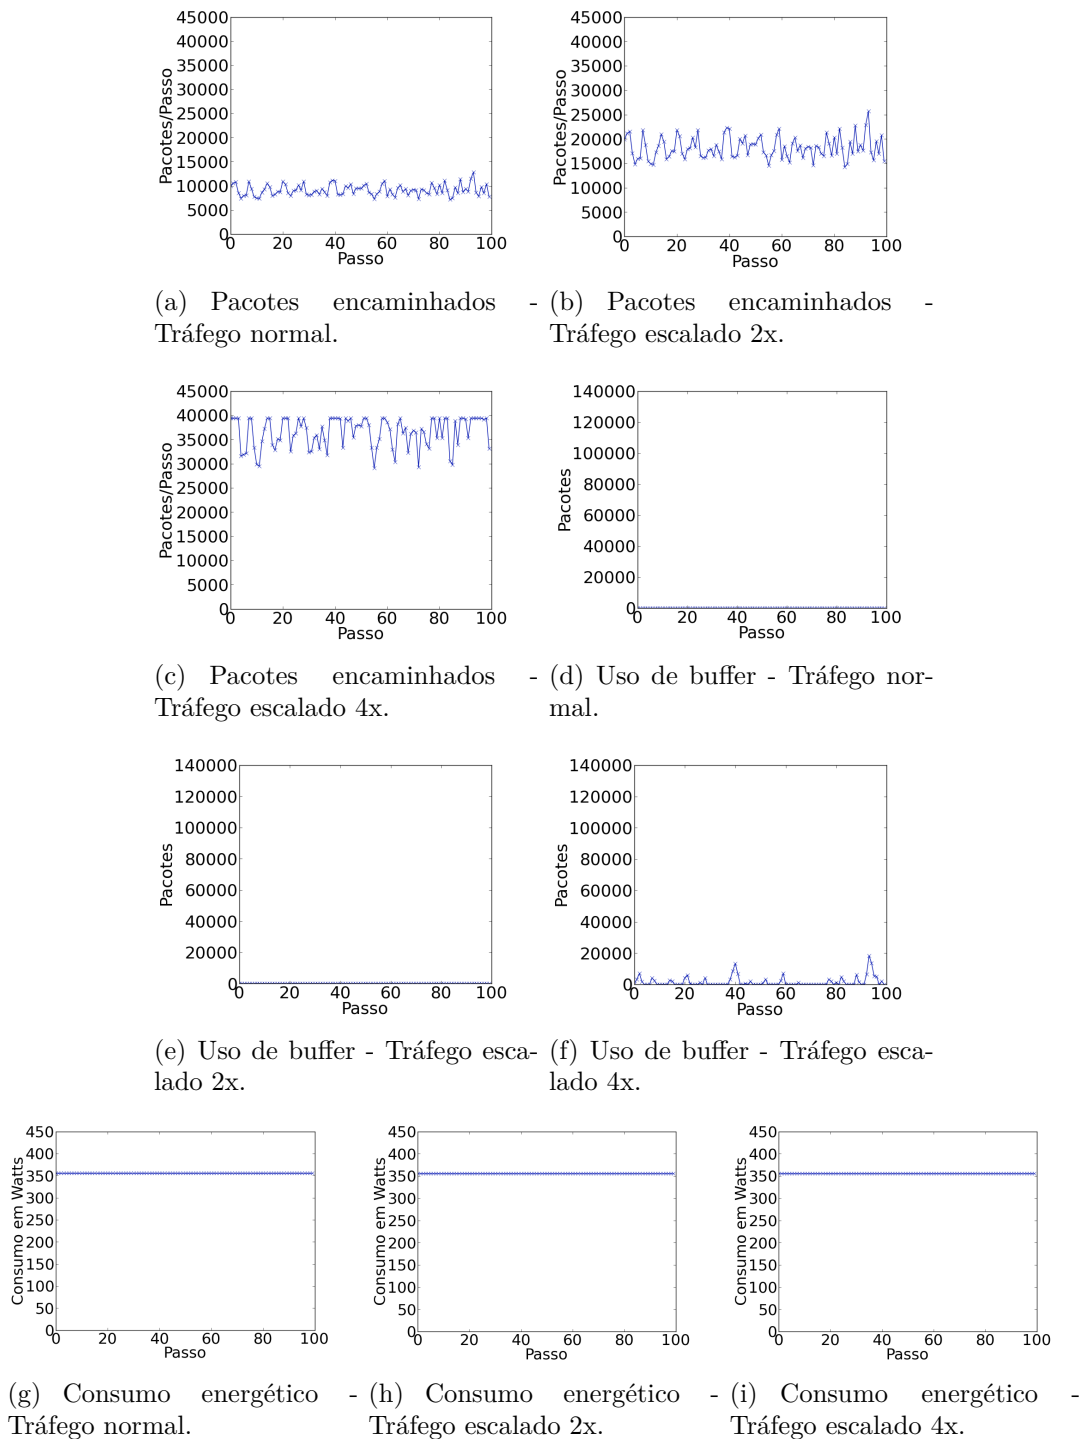 45000
40000
35000
30000
25000
20000
15000
10000
5000
0
Pacotes/Passo
0 20 40 60 80 100
Passo
(a) Pacotes encaminhados -
Tráfego normal.
45000
40000
35000
30000
25000
20000
15000
10000
5000
0
Pacotes/Passo
0 20 40 60 80 100
Passo
(b) Pacotes encaminhados -
Tráfego escalado 2x.
45000
40000
35000
30000
25000
20000
15000
10000
5000
0
Pacotes/Passo
0 20 40 60 80 100
Passo
(c) Pacotes encaminhados -
Tráfego escalado 4x.
140000
120000
100000
80000
60000
40000
20000
0
Pacotes
0 20 40 60 80 100
Passo
(d) Uso de buffer - Tráfego nor-
mal.
140000
120000
100000
80000
60000
40000
20000
0
Pacotes
0 20 40 60 80 100
Passo
(e) Uso de buffer - Tráfego esca-
lado 2x.
140000
120000
100000
80000
60000
40000
20000
0
Pacotes
0 20 40 60 80 100
Passo
(f) Uso de buffer - Tráfego esca-
lado 4x.
450
400
350
300
250
200
150
100
50
0
Consumo em Watts
0 20 40 60 80 100
Passo
(g) Consumo energético -
Tráfego normal.
450
400
350
300
250
200
150
100
50
0
Consumo em Watts
0 20 40 60 80 100
Passo
(h) Consumo energético -
Tráfego escalado 2x.
450
400
350
300
250
200
150
100
50
0
Consumo em Watts
0 20 40 60 80 100
Passo
(i) Consumo energético -
Tráfego escalado 4x.